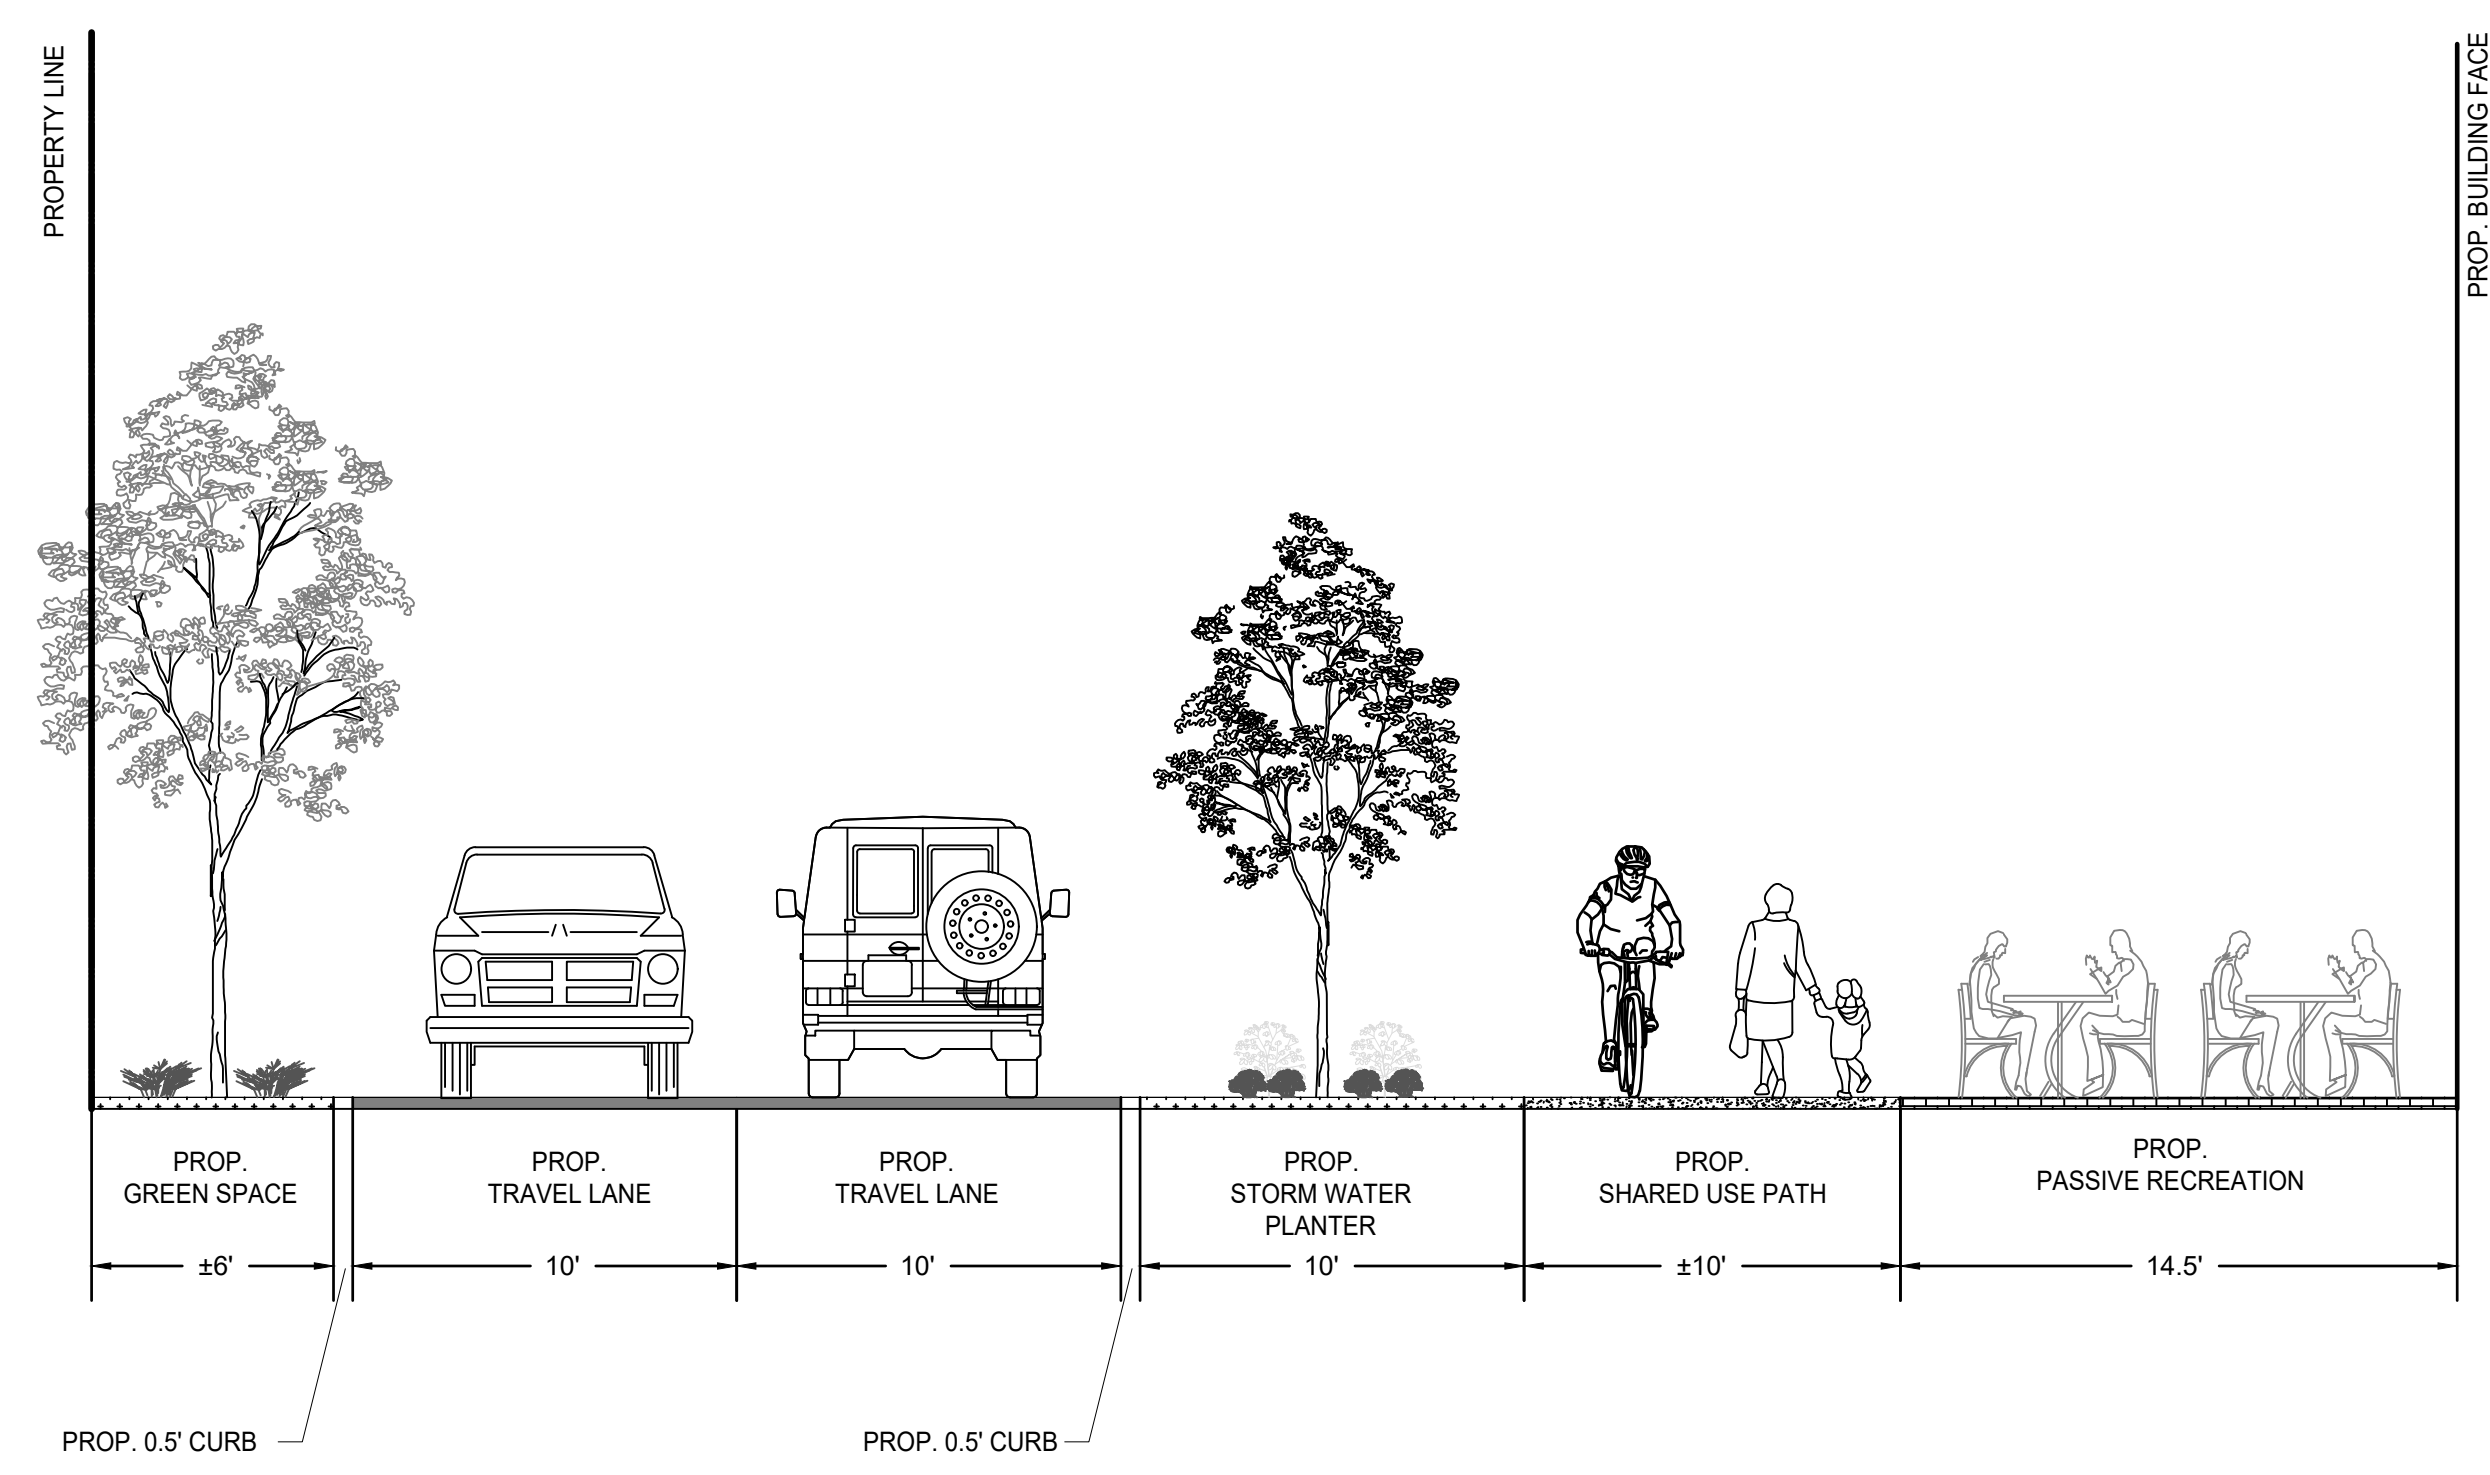 PROPERTY LINE
PROP. BUILDING FACE
PROP.
GREEN SPACE
±6'
PROP.
TRAVEL LANE
10'
PROP.
TRAVEL LANE
10'
PROP.
STORM WATER
PLANTER
10'
PROP.
SHARED USE PATH
±10'
PROP.
PASSIVE RECREATION
14.5'
PROP. 0.5' CURB
PROP. 0.5' CURB